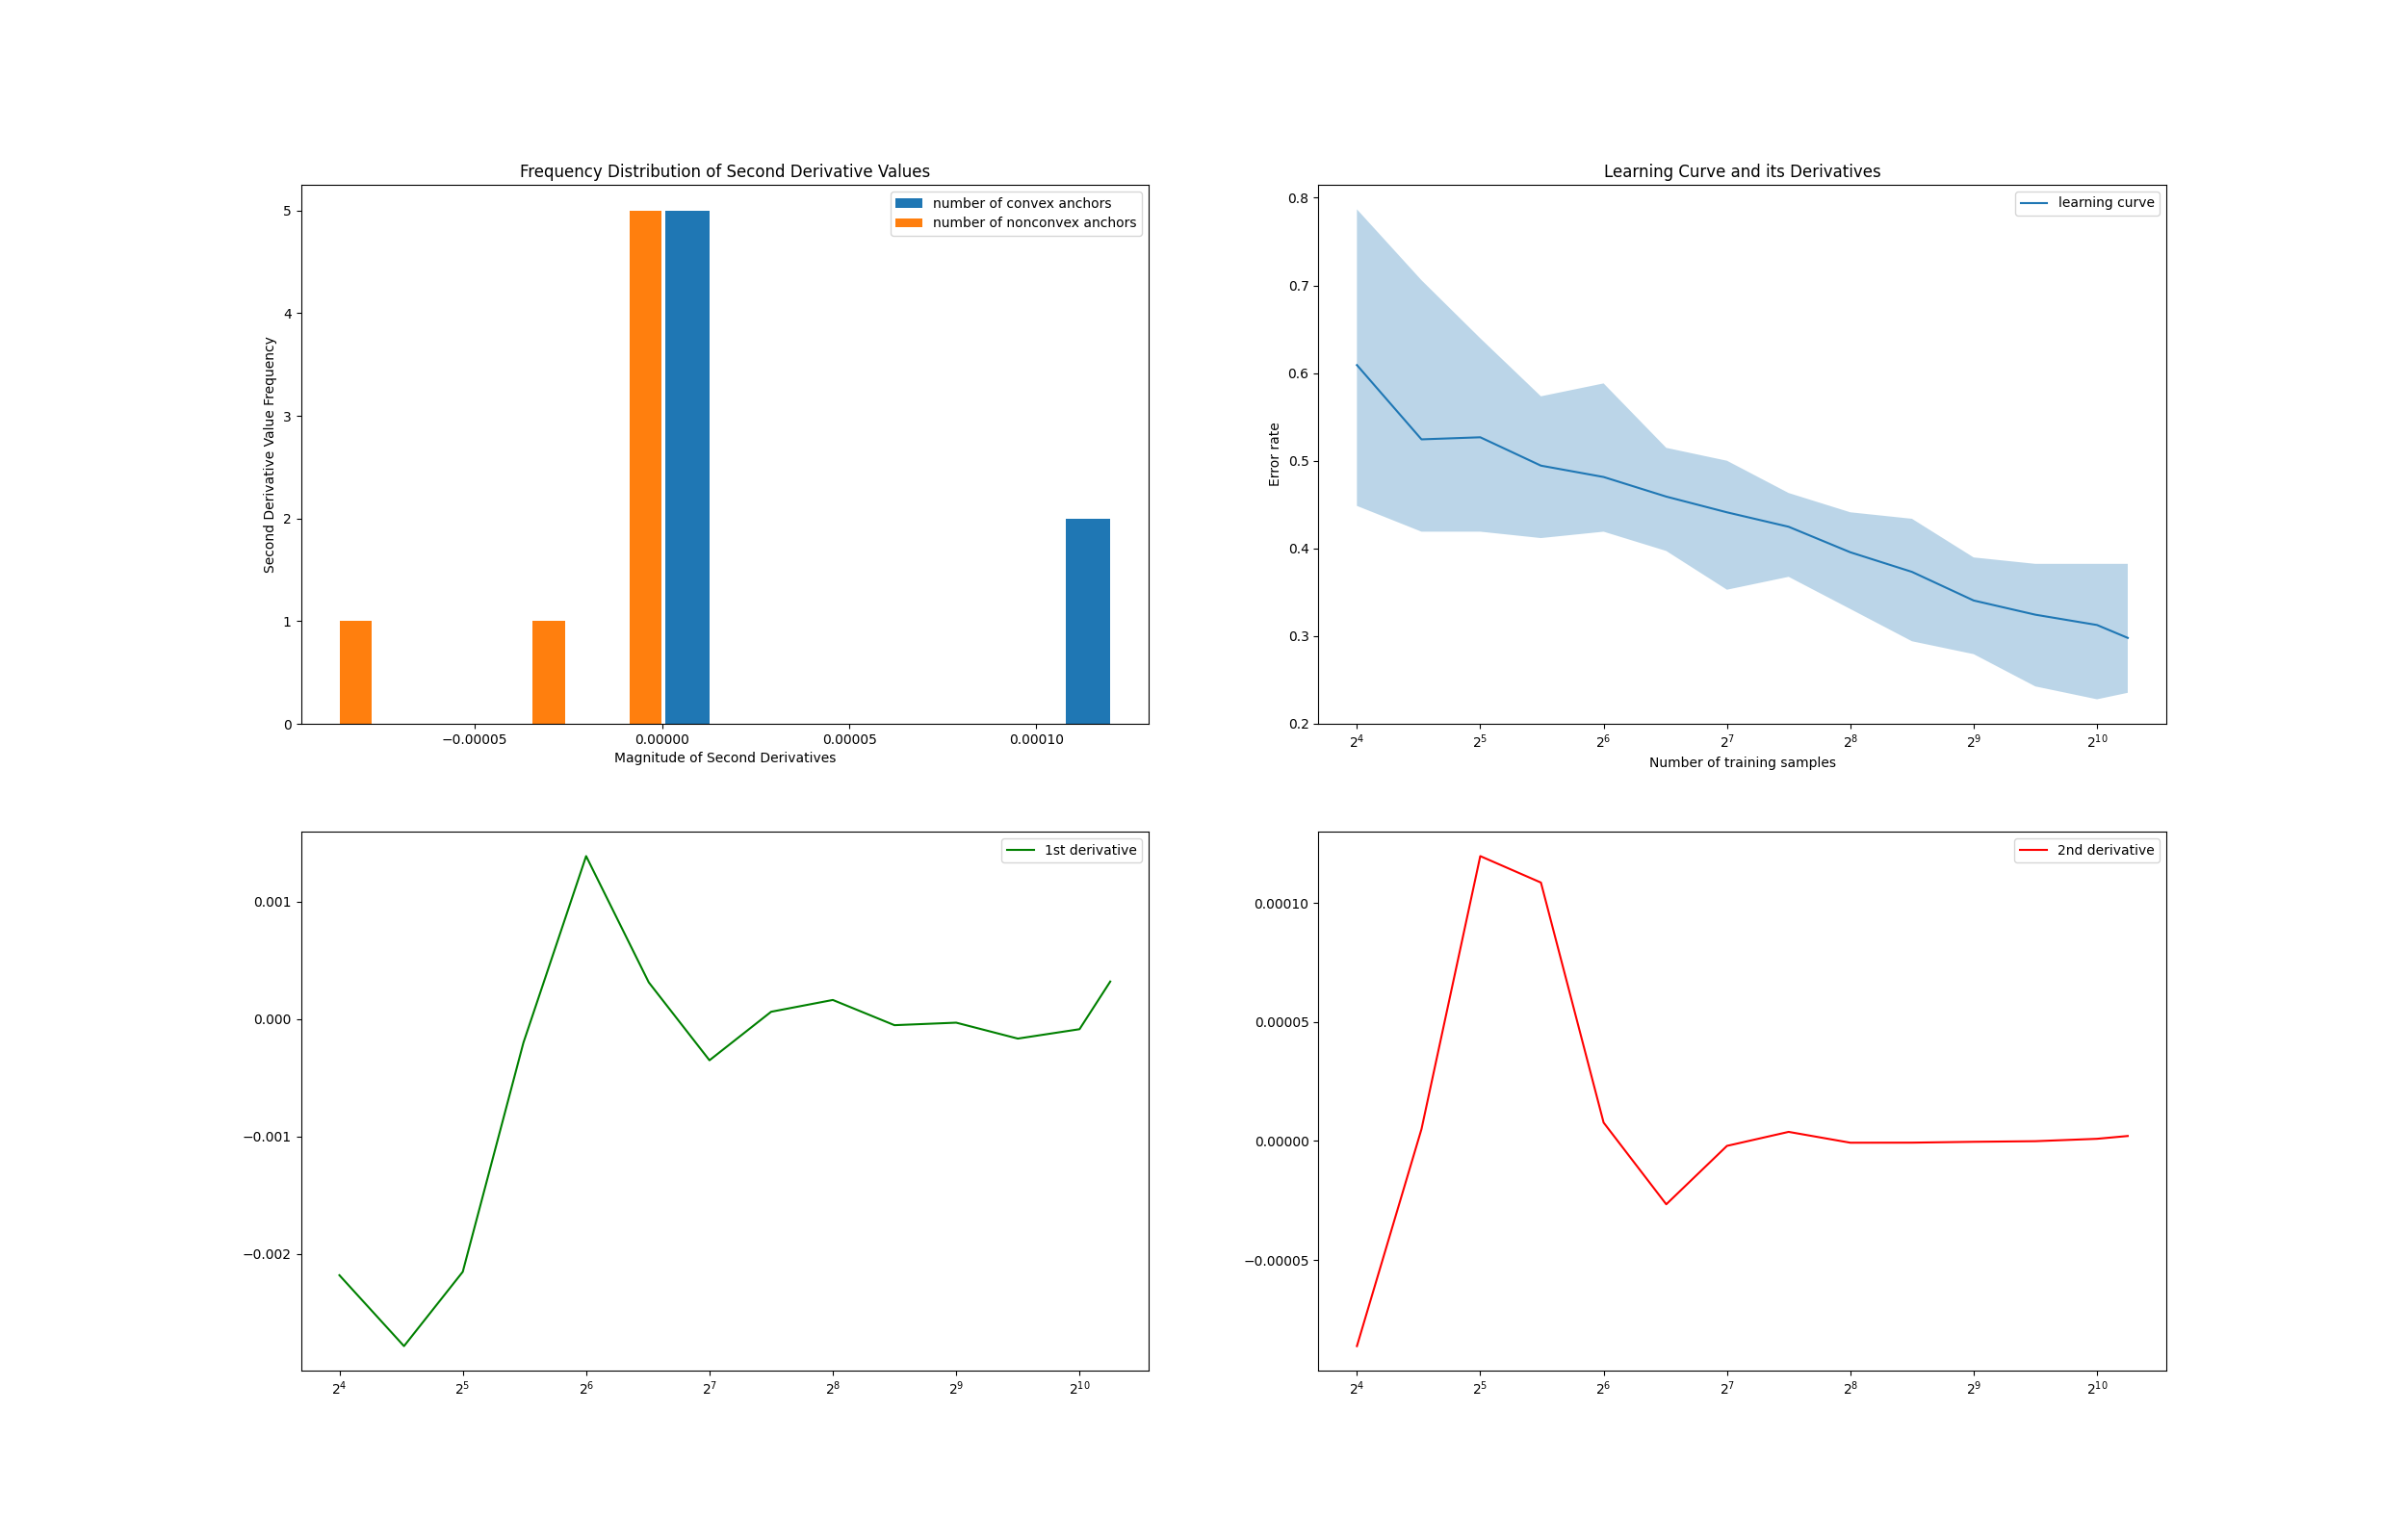 Frequency Distribution of Second Derivative Values
number of convex anchors
number of nonconvex anchors
Second Derivative Value Frequency
5
4
3
2
1
0
−0.00005 0.00000 0.00005 0.00010
Magnitude of Second Derivatives
Learning Curve and its Derivatives
learning curve
Error rate
0.8
0.7
0.6
0.5
0.4
0.3
0.2
2⁴ 2⁵ 2⁶ 2⁷ 2⁸ 2⁹ 2¹⁰
Number of training samples
1st derivative
0.001
0.000
−0.001
−0.002
2⁴ 2⁵ 2⁶ 2⁷ 2⁸ 2⁹ 2¹⁰
2nd derivative
0.00010
0.00005
0.00000
−0.00005
2⁴ 2⁵ 2⁶ 2⁷ 2⁸ 2⁹ 2¹⁰